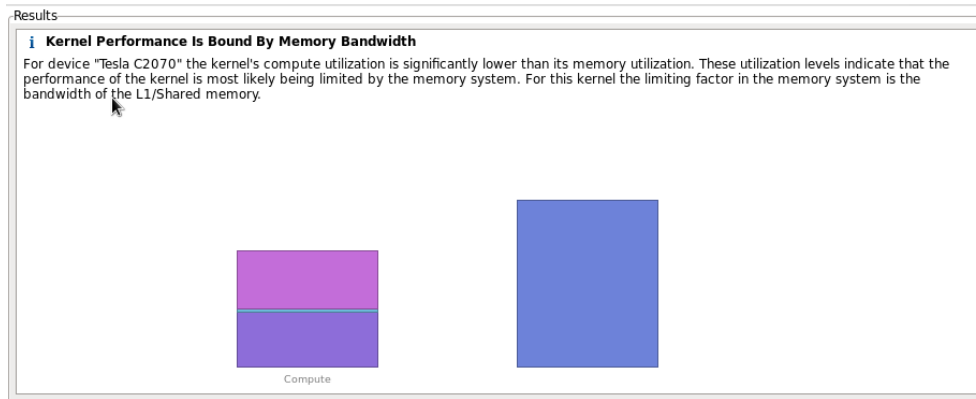 Results
i Kernel Performance Is Bound By Memory Bandwidth
For device "Tesla C2070" the kernel's compute utilization is significantly lower than its memory utilization. These utilization levels indicate that the
performance of the kernel is most likely being limited by the memory system. For this kernel the limiting factor in the memory system is the
bandwidth of the L1/Shared memory.
Compute